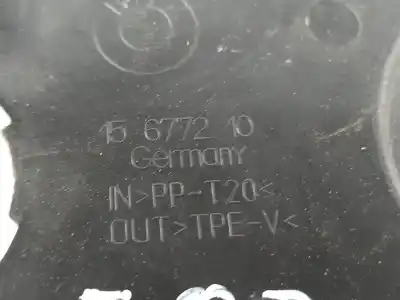 15 6772 10
Germany
IN>PP-T20<
OUT>TPE-V<